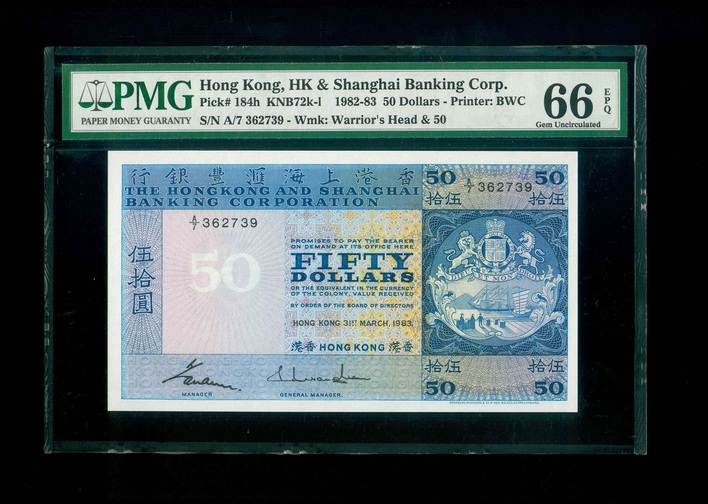 PMG
PAPER MONEY GUARANTY
Hong Kong, HK & Shanghai Banking Corp.
Pick# 184h KNB72k-l 1982-83 50 Dollars - Printer: BWC
S/N A/7 362739 - Wmk: Warrior's Head & 50
66 EPQ
Gem Uncirculated
行銀豐滙海上港香
THE HONGKONG AND SHANGHAI
BANKING CORPORATION
50 A/7 362739 50
拾伍 拾伍
A/7 362739
伍拾圓
50
PROMISES TO PAY THE BEARER
ON DEMAND AT ITS OFFICE HERE
FIFTY
DOLLARS
OR THE EQUIVALENT IN THE CURRENCY
OF THE COLONY, VALUE RECEIVED
BY ORDER OF THE BOARD OF DIRECTORS
HONG KONG 31ST MARCH, 1983.
港香 HONG KONG 港香
DIEU ET MON DROIT
MANAGER
GENERAL MANAGER.
拾伍 拾伍
50 50